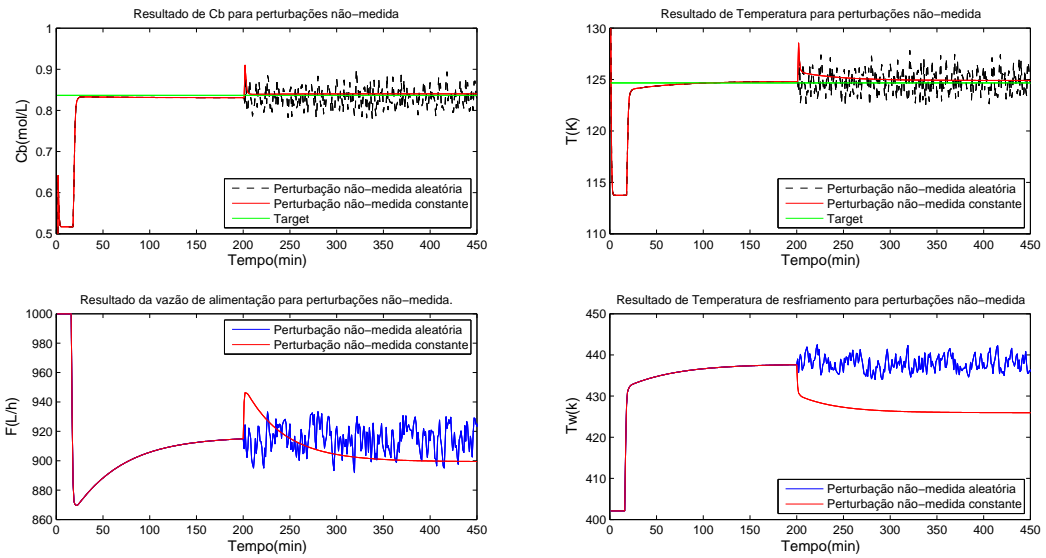 Resultado de Cb para perturbações não−medida
Cb(mol/L)
1
0.9
0.8
0.7
0.6
0.5
0 50 100 150 200 250 300 350 400 450
Tempo(min)
Perturbação não−medida aleatória
Perturbação não−medida constante
Target
Resultado de Temperatura para perturbações não−medida
T(K)
130
125
120
115
110
0 50 100 150 200 250 300 350 400 450
Tempo(min)
Perturbação não−medida aleatória
Perturbação não−medida constante
Target
Resultado da vazão de alimentação para perturbações não−medida.
F(L/h)
1000
980
960
940
920
900
880
860
0 50 100 150 200 250 300 350 400 450
Tempo(min)
Perturbação não−medida aleatória
Perturbação não−medida constante
Resultado de Temperatura de resfriamento para perturbações não−medida
Tw(k)
450
440
430
420
410
400
0 50 100 150 200 250 300 350 400 450
Tempo(min)
Perturbação não−medida aleatória
Perturbação não−medida constante